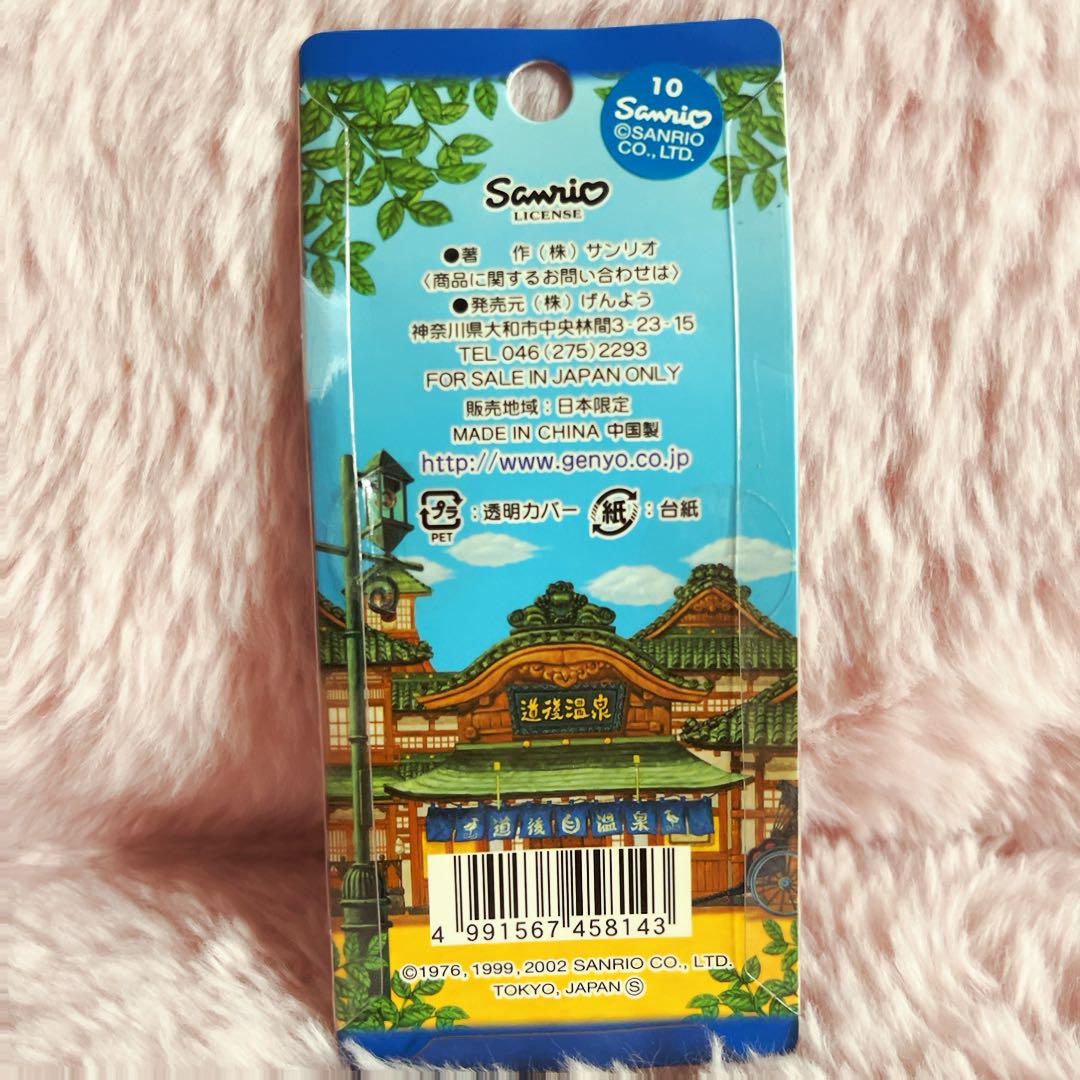 10
Sanrio
©SANRIO
CO., LTD.
Sanrio
LICENSE
●著 作(株)サンリオ
〈商品に関するお問い合わせは〉
●発売元(株)げんよう
神奈川県大和市中央林間3-23-15
TEL 046(275)2293
FOR SALE IN JAPAN ONLY
販売地域:日本限定
MADE IN CHINA 中国製
http://www.genyo.co.jp
プラ :透明カバー 紙 :台紙
PET
道後温泉
道後 温泉
4 991567 458143
©1976, 1999, 2002 SANRIO CO., LTD.
TOKYO, JAPAN Ⓢ